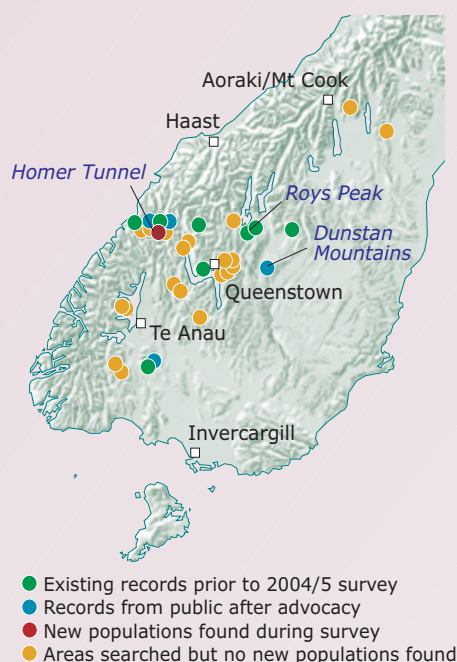 Aoraki/Mt Cook
Haast
Homer Tunnel
Roys Peak
Dunstan
Mountains
Queenstown
Te Anau
Invercargill
Existing records prior to 2004/5 survey
Records from public after advocacy
New populations found during survey
Areas searched but no new populations found